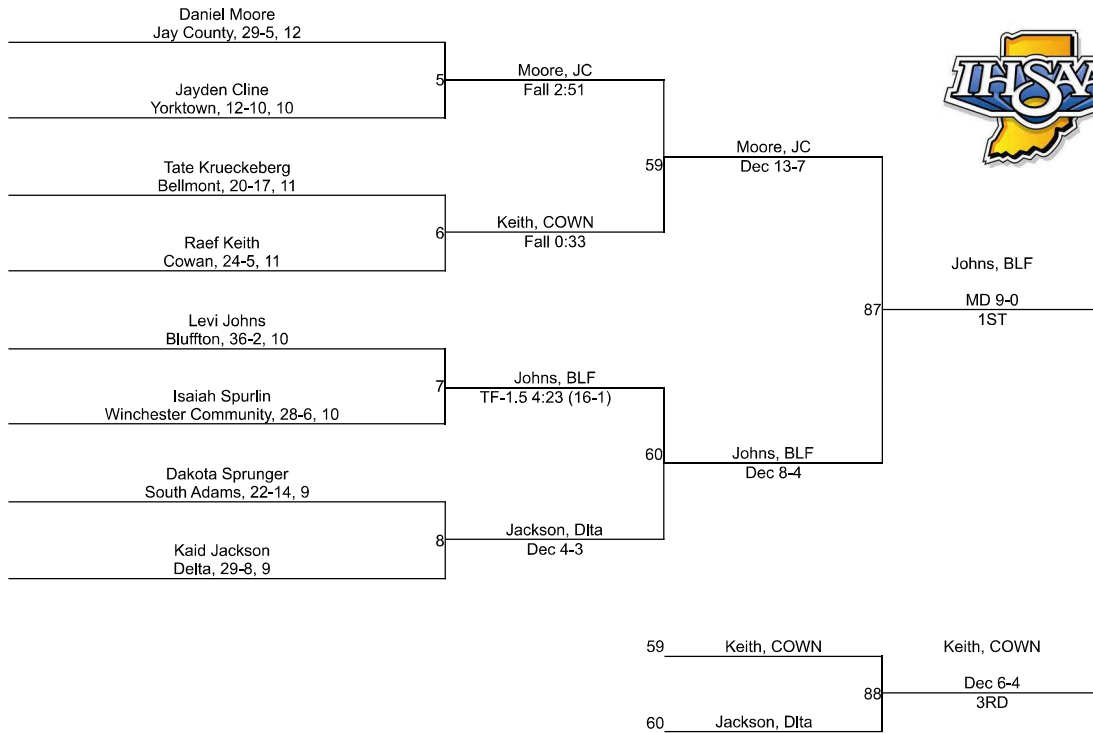 Daniel Moore
Jay County, 29-5, 12
5
Moore, JC
Fall 2:51
Jayden Cline
Yorktown, 12-10, 10
59
Moore, JC
Dec 13-7
Tate Krueckeberg
Bellmont, 20-17, 11
6
Keith, COWN
Fall 0:33
Raef Keith
Cowan, 24-5, 11
87
Johns, BLF
MD 9-0
1ST
Levi Johns
Bluffton, 36-2, 10
7
Johns, BLF
TF-1.5 4:23 (16-1)
Isaiah Spurlin
Winchester Community, 28-6, 10
60
Johns, BLF
Dec 8-4
Dakota Sprunger
South Adams, 22-14, 9
8
Jackson, Dlta
Dec 4-3
Kaid Jackson
Delta, 29-8, 9
IHSAA
59
Keith, COWN
88
Keith, COWN
Dec 6-4
3RD
60
Jackson, Dlta